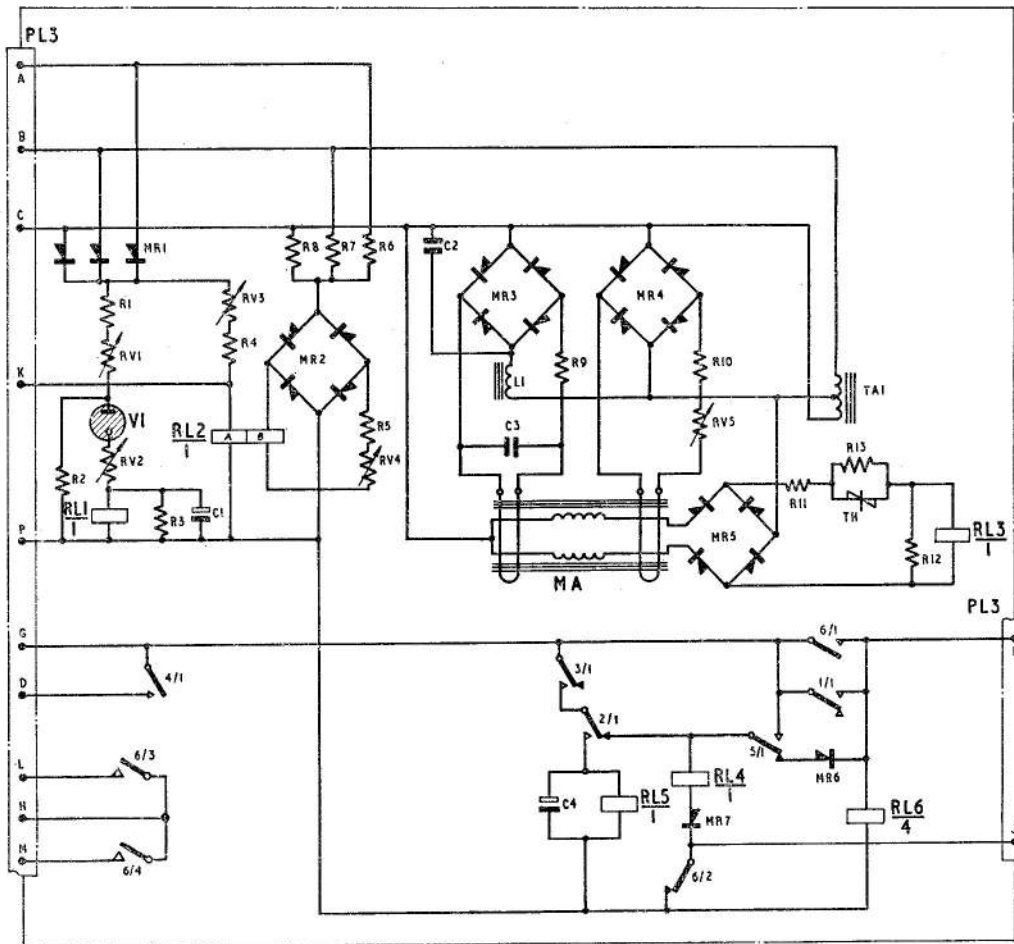 PL3
A
B
C
MR1
R8
R7
R6
C2
R1
RV3
MR3
MR4
RV1
R4
MR2
R9
R10
K
L1
TA1
V1
RL2
1
A
B
R5
C3
RV5
RV2
RV4
R13
R2
R11
TH
RL1
1
R3
C1
MR5
RL3
1
R12
P
MA
PL3
G
6/1
4/1
3/1
D
1/1
2/1
6/3
5/1
L
MR6
RL4
1
C4
RL5
1
RL6
4
N
MR7
M
6/4
6/2